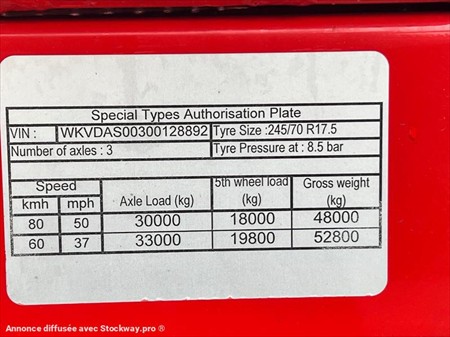 Special Types Authorisation Plate
VIN : WKVDAS00300128892 Tyre Size :245/70 R17.5
Number of axles : 3 Tyre Pressure at : 8.5 bar
Speed Axle Load (kg) 5th wheel load (kg) Gross weight (kg)
kmh mph
80 50 30000 18000 48000
60 37 33000 19800 52800
Annonce diffusée avec Stockway.pro ®